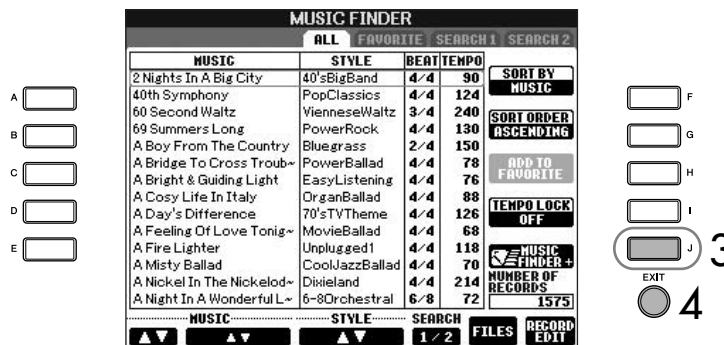 MUSIC FINDER
ALL FAVORITE SEARCH 1 SEARCH 2
MUSIC STYLE BEAT TEMPO
2 Nights In A Big City 40'sBigBand 4/4 90
40th Symphony PopClassics 4/4 124
60 Second Waltz VienneseWaltz 3/4 240
69 Summers Long PowerRock 4/4 130
A Boy From The Country Bluegrass 2/4 150
A Bridge To Cross Troub~ PowerBallad 4/4 78
A Bright & Guiding Light EasyListening 4/4 76
A Cosy Life In Italy OrganBallad 4/4 88
A Day's Difference 70'sTVTheme 4/4 126
A Feeling Of Love Tonig~ MovieBallad 4/4 68
A Fire Lighter Unplugged1 4/4 118
A Misty Ballad CoolJazzBallad 4/4 70
A Nickel In The Nickelod~ Dixieland 4/4 214
A Night In A Wonderful L~ 6-8Orchestral 6/8 72
SORT BY
MUSIC
SORT ORDER
ASCENDING
ADD TO
FAVORITE
TEMPO LOCK
OFF
MUSIC
FINDER +
NUMBER OF
RECORDS
1575
MUSIC STYLE SEARCH
1/2 FILES RECORD
EDIT
A
B
C
D
E
F
G
H
I
J 3
EXIT
4